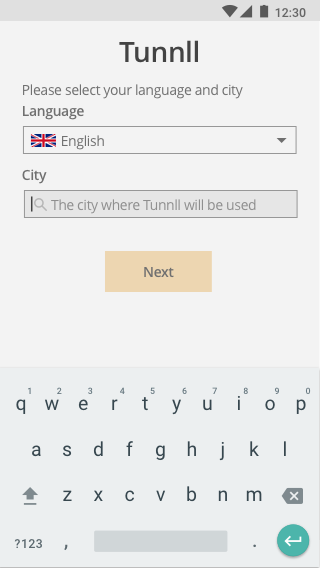 12:30
Tunnll
Please select your language and city
Language
English
City
The city where Tunnll will be used
Next
1 2 3 4 5 6 7 8 9 0
q w e r t y u i o p
a s d f g h j k l
z x c v b n m
?123 , .